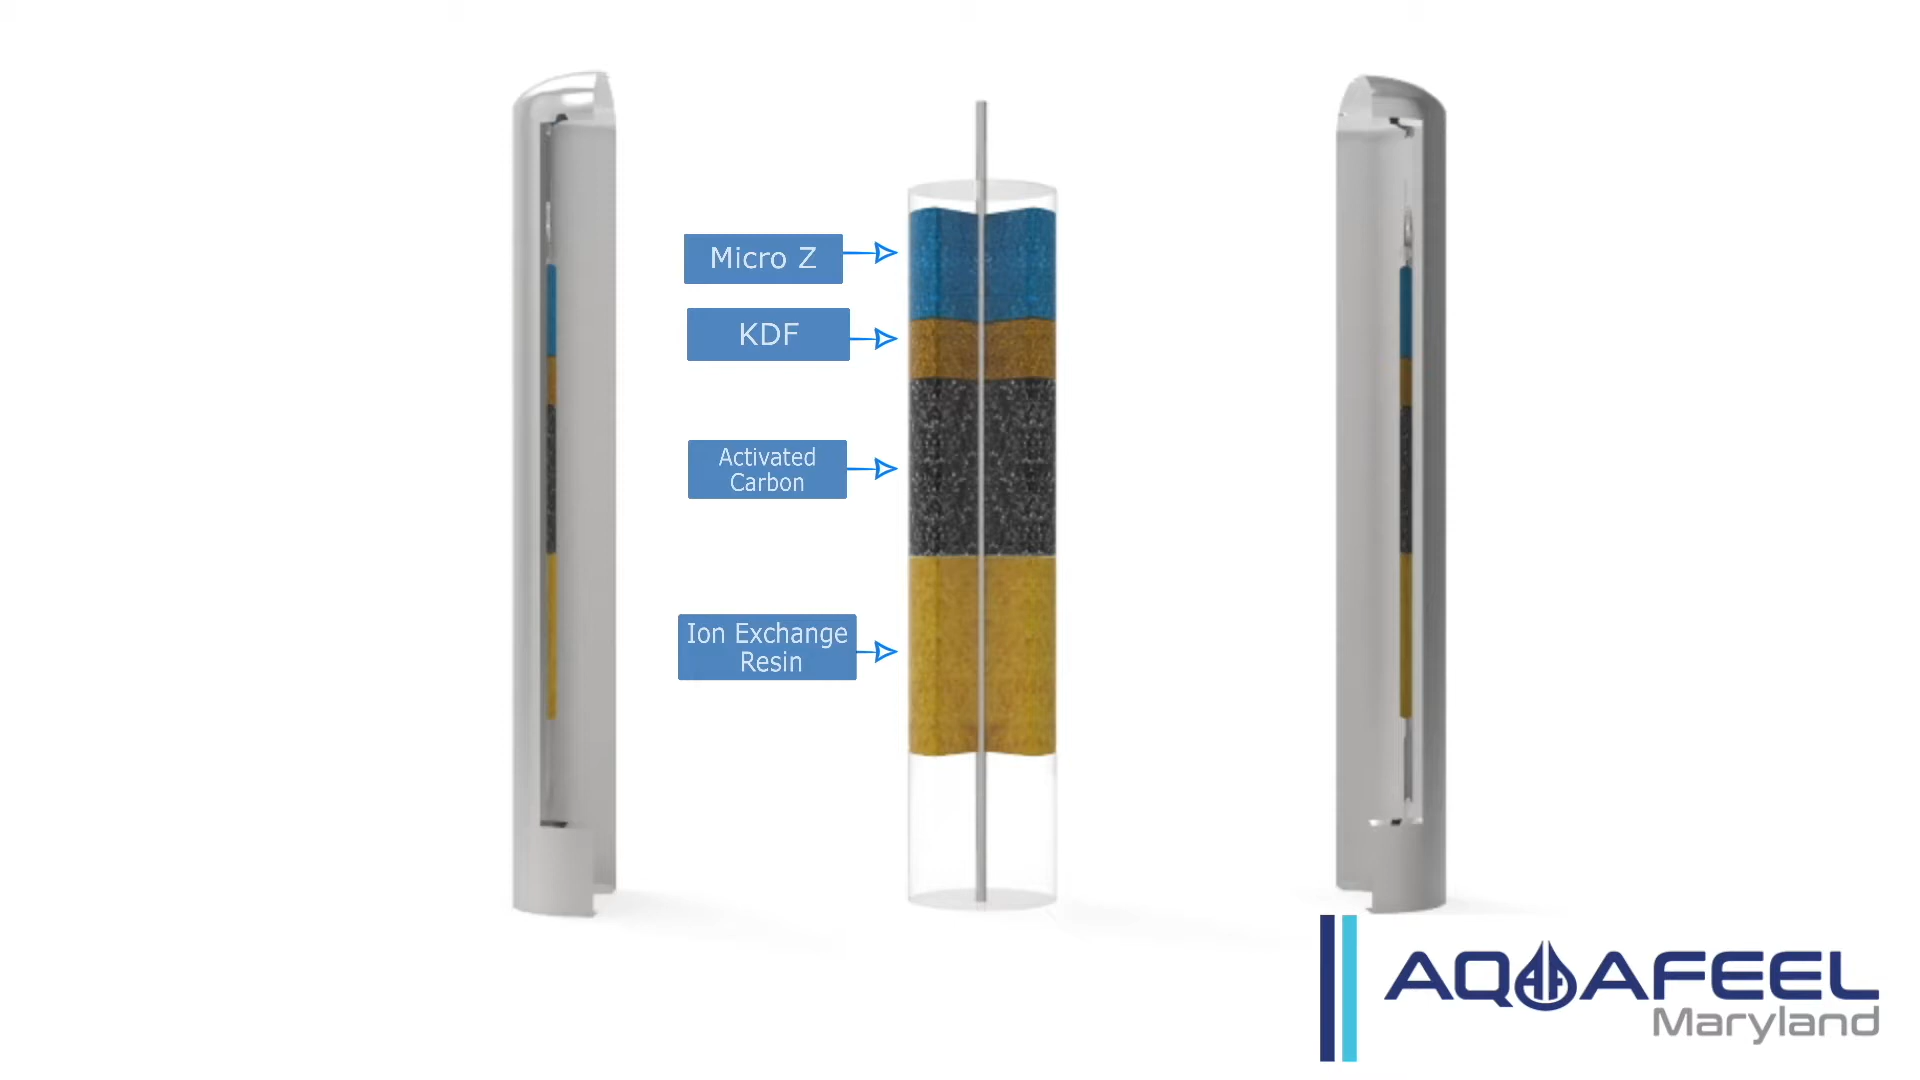 Micro Z
KDF
Activated
Carbon
Ion Exchange
Resin
AQUAFEEL
Maryland